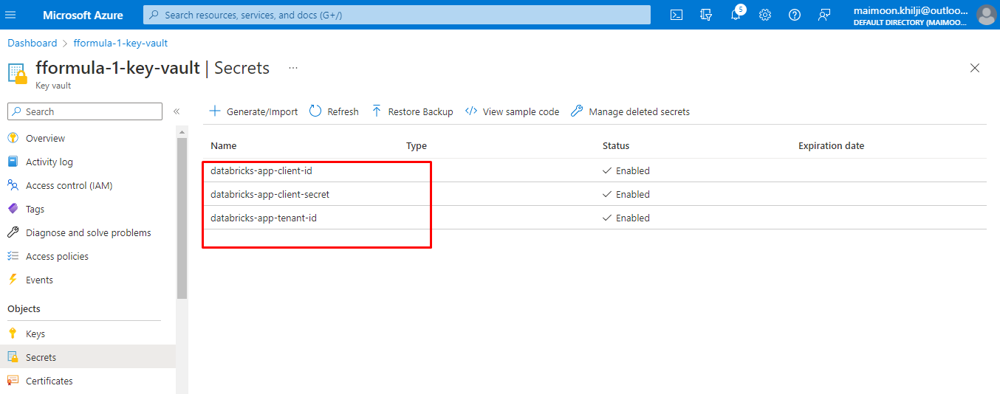 Microsoft Azure
Search resources, services, and docs (G+/)
5
maimoon.khilji@outloo...
DEFAULT DIRECTORY (MAIMOO...
Dashboard > fformula-1-key-vault
fformula-1-key-vault | Secrets ...
Key vault
Search «
Generate/Import Refresh Restore Backup View sample code Manage deleted secrets
Overview
Activity log
Access control (IAM)
Tags
Diagnose and solve problems
Access policies
Events
Objects
Keys
Secrets
Certificates
Name Type Status Expiration date
databricks-app-client-id Enabled
databricks-app-client-secret Enabled
databricks-app-tenant-id Enabled